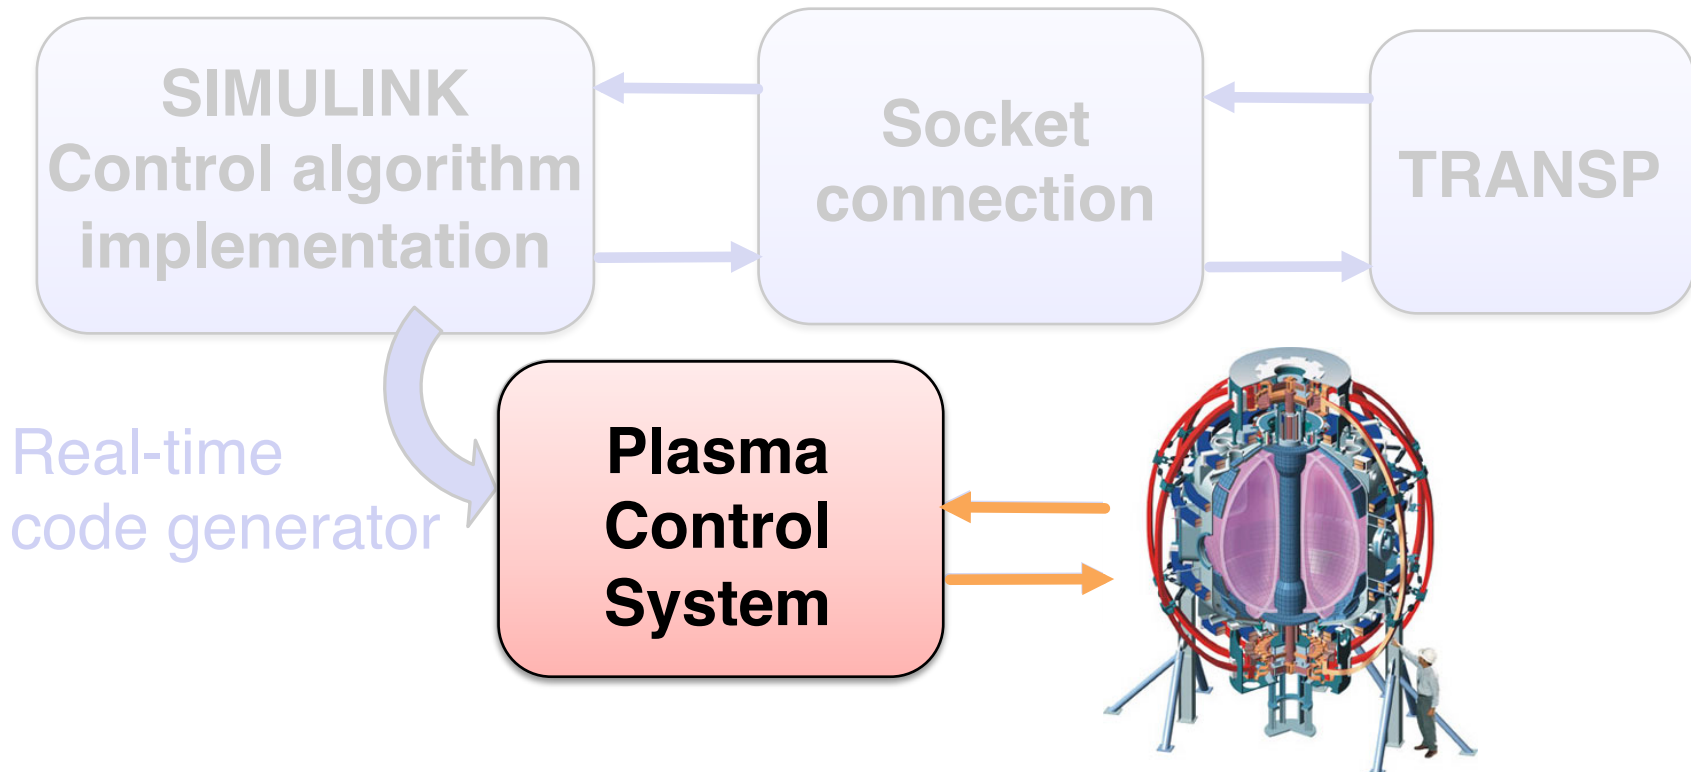 SIMULINK
Control algorithm
implementation
Socket
connection
TRANSP
Real-time
code generator
Plasma
Control
System